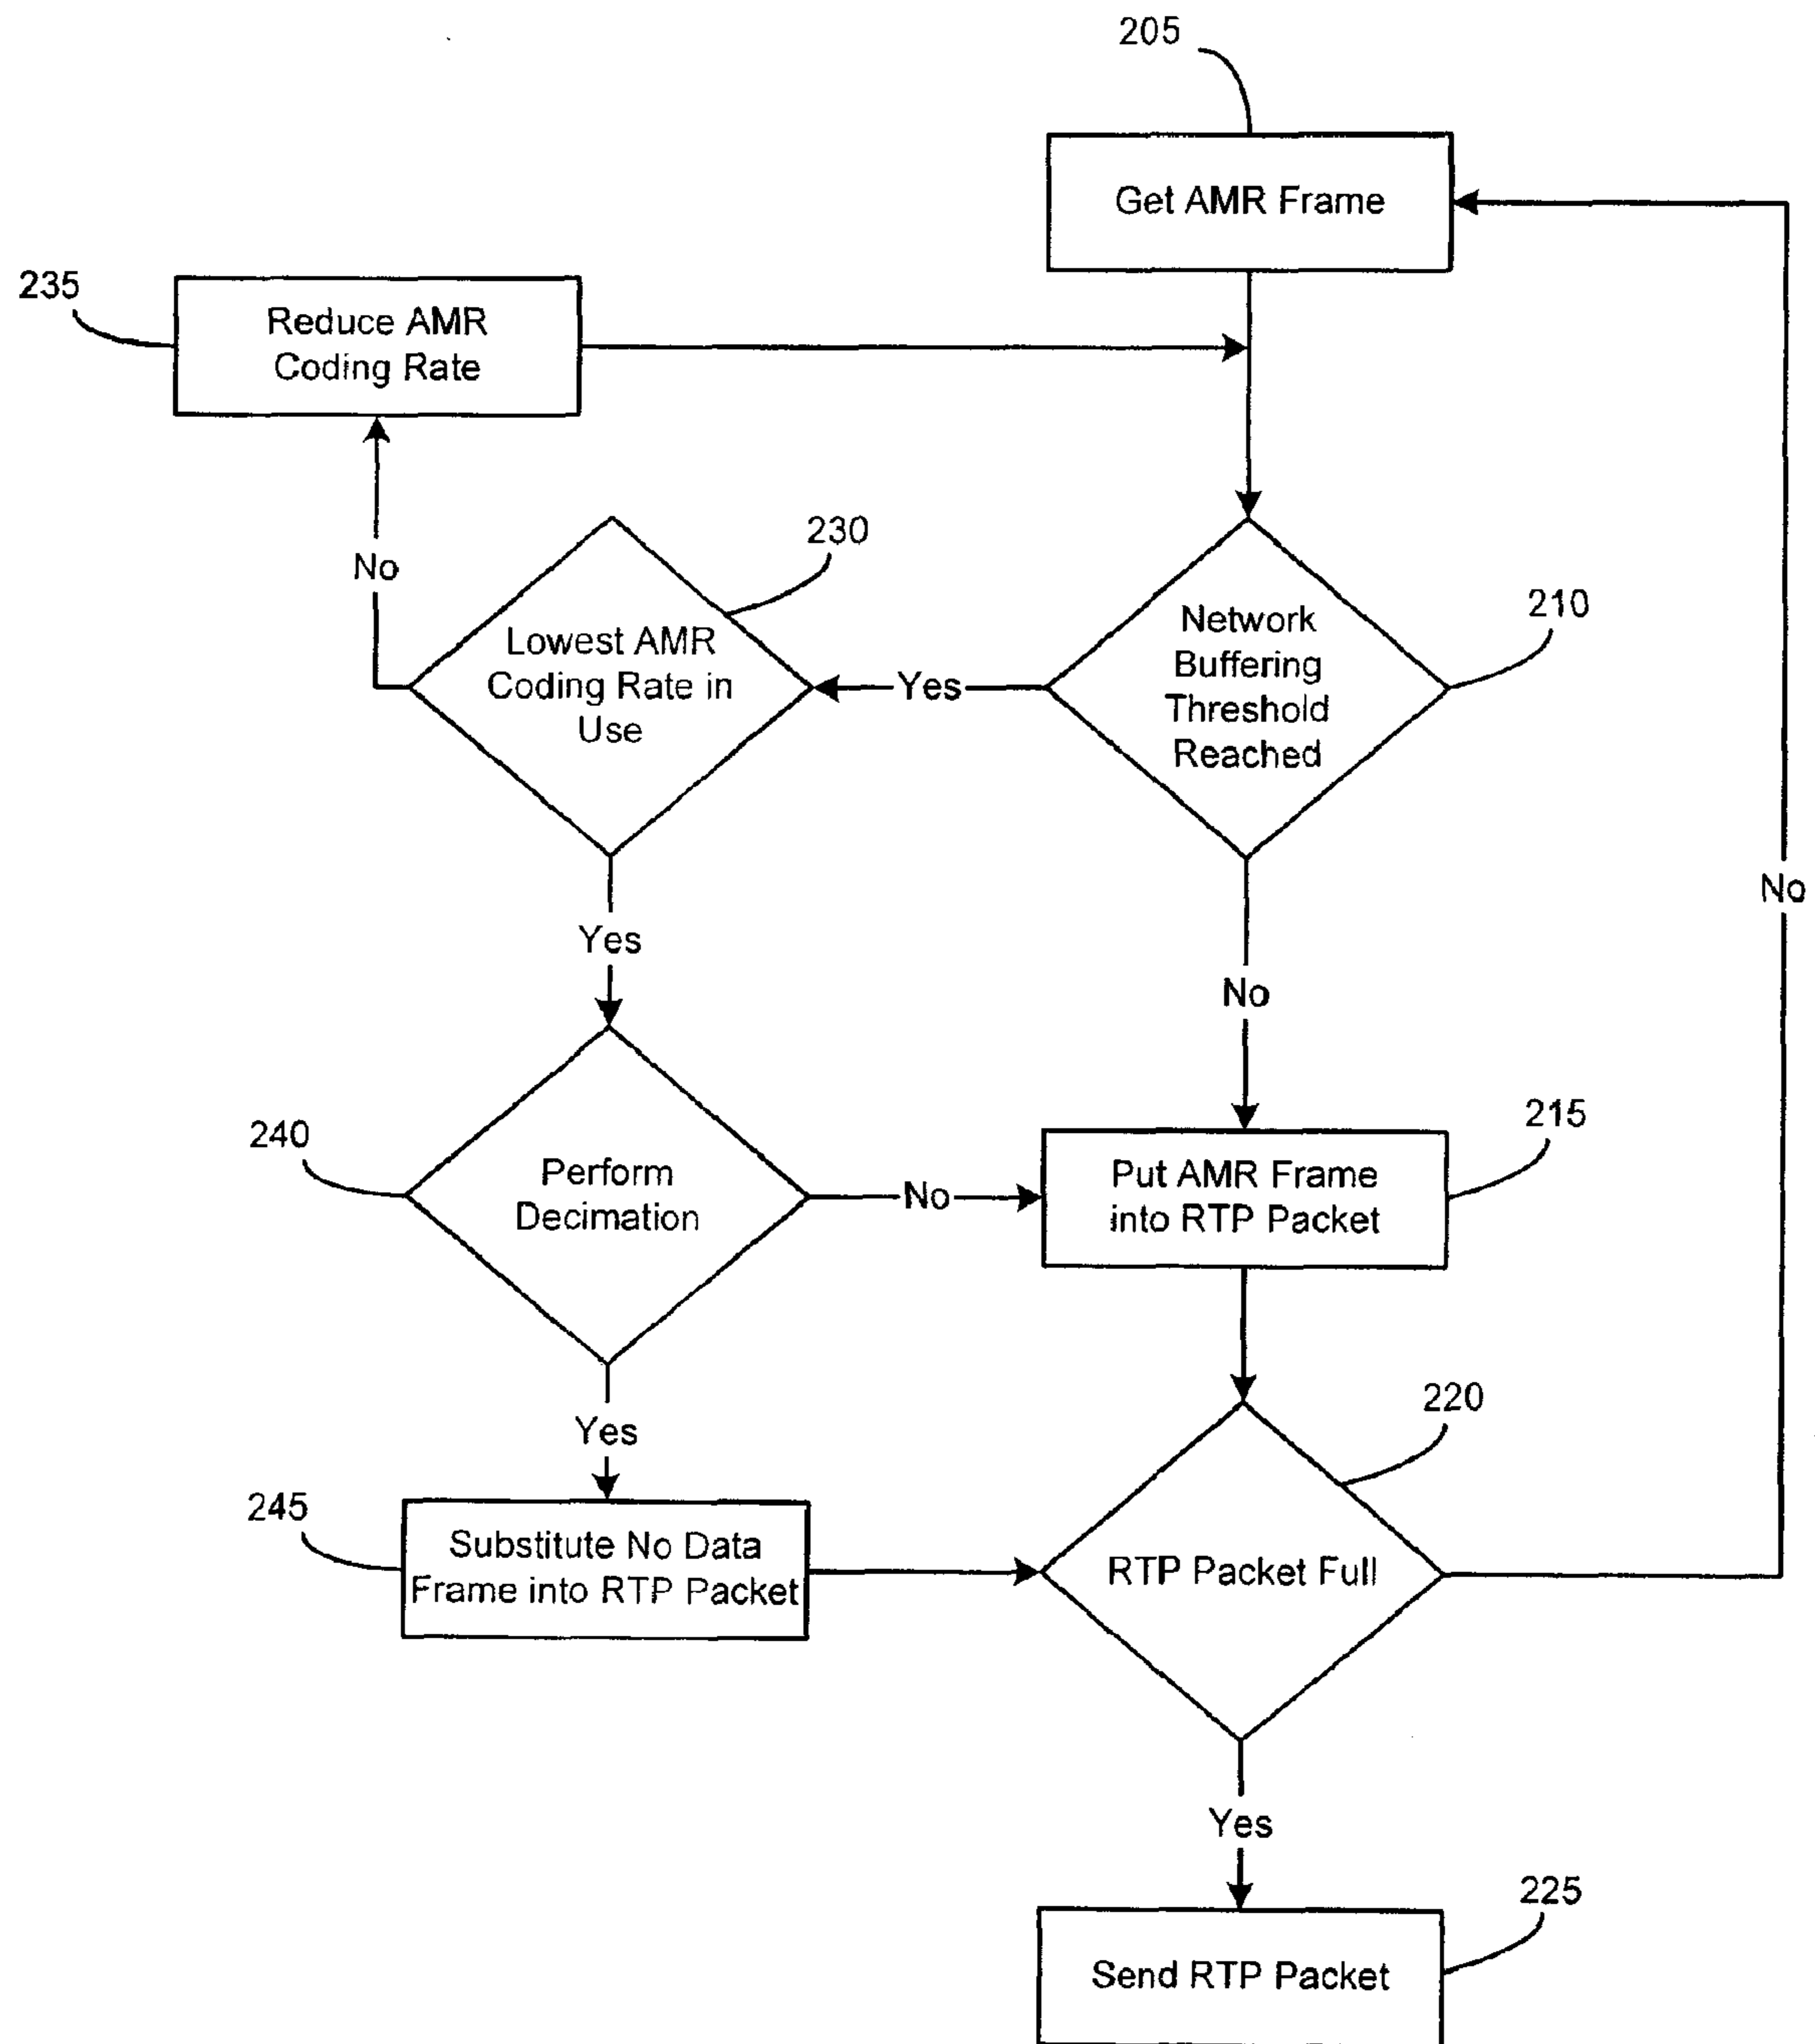 205
Get AMR Frame
235
Reduce AMR
Coding Rate
No
230
Lowest AMR
Coding Rate in
Use
Yes
210
Network
Buffering
Threshold
Reached
No
Yes
No
240
Perform
Decimation
No
215
Put AMR Frame
into RTP Packet
Yes
220
245
Substitute No Data
Frame into RTP Packet
RTP Packet Full
Yes
225
Send RTP Packet